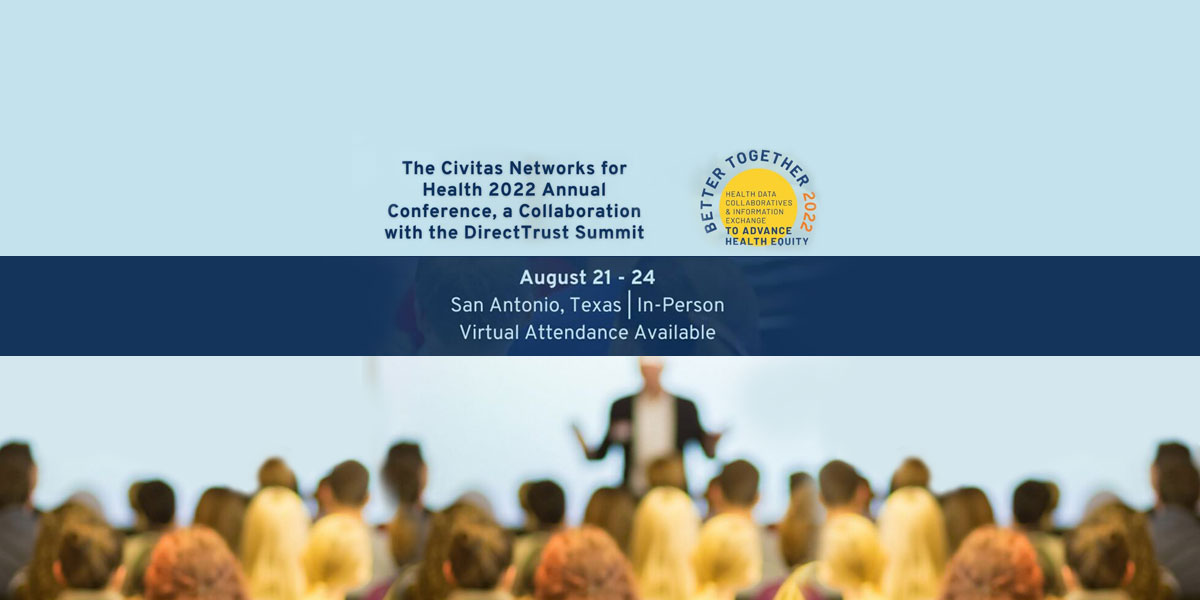 The Civitas Networks for
Health 2022 Annual
Conference, a Collaboration
with the DirectTrust Summit
BETTER TOGETHER 2022
HEALTH DATA
COLLABORATIVES
& INFORMATION
EXCHANGE
TO ADVANCE
HEALTH EQUITY
August 21 - 24
San Antonio, Texas | In-Person
Virtual Attendance Available